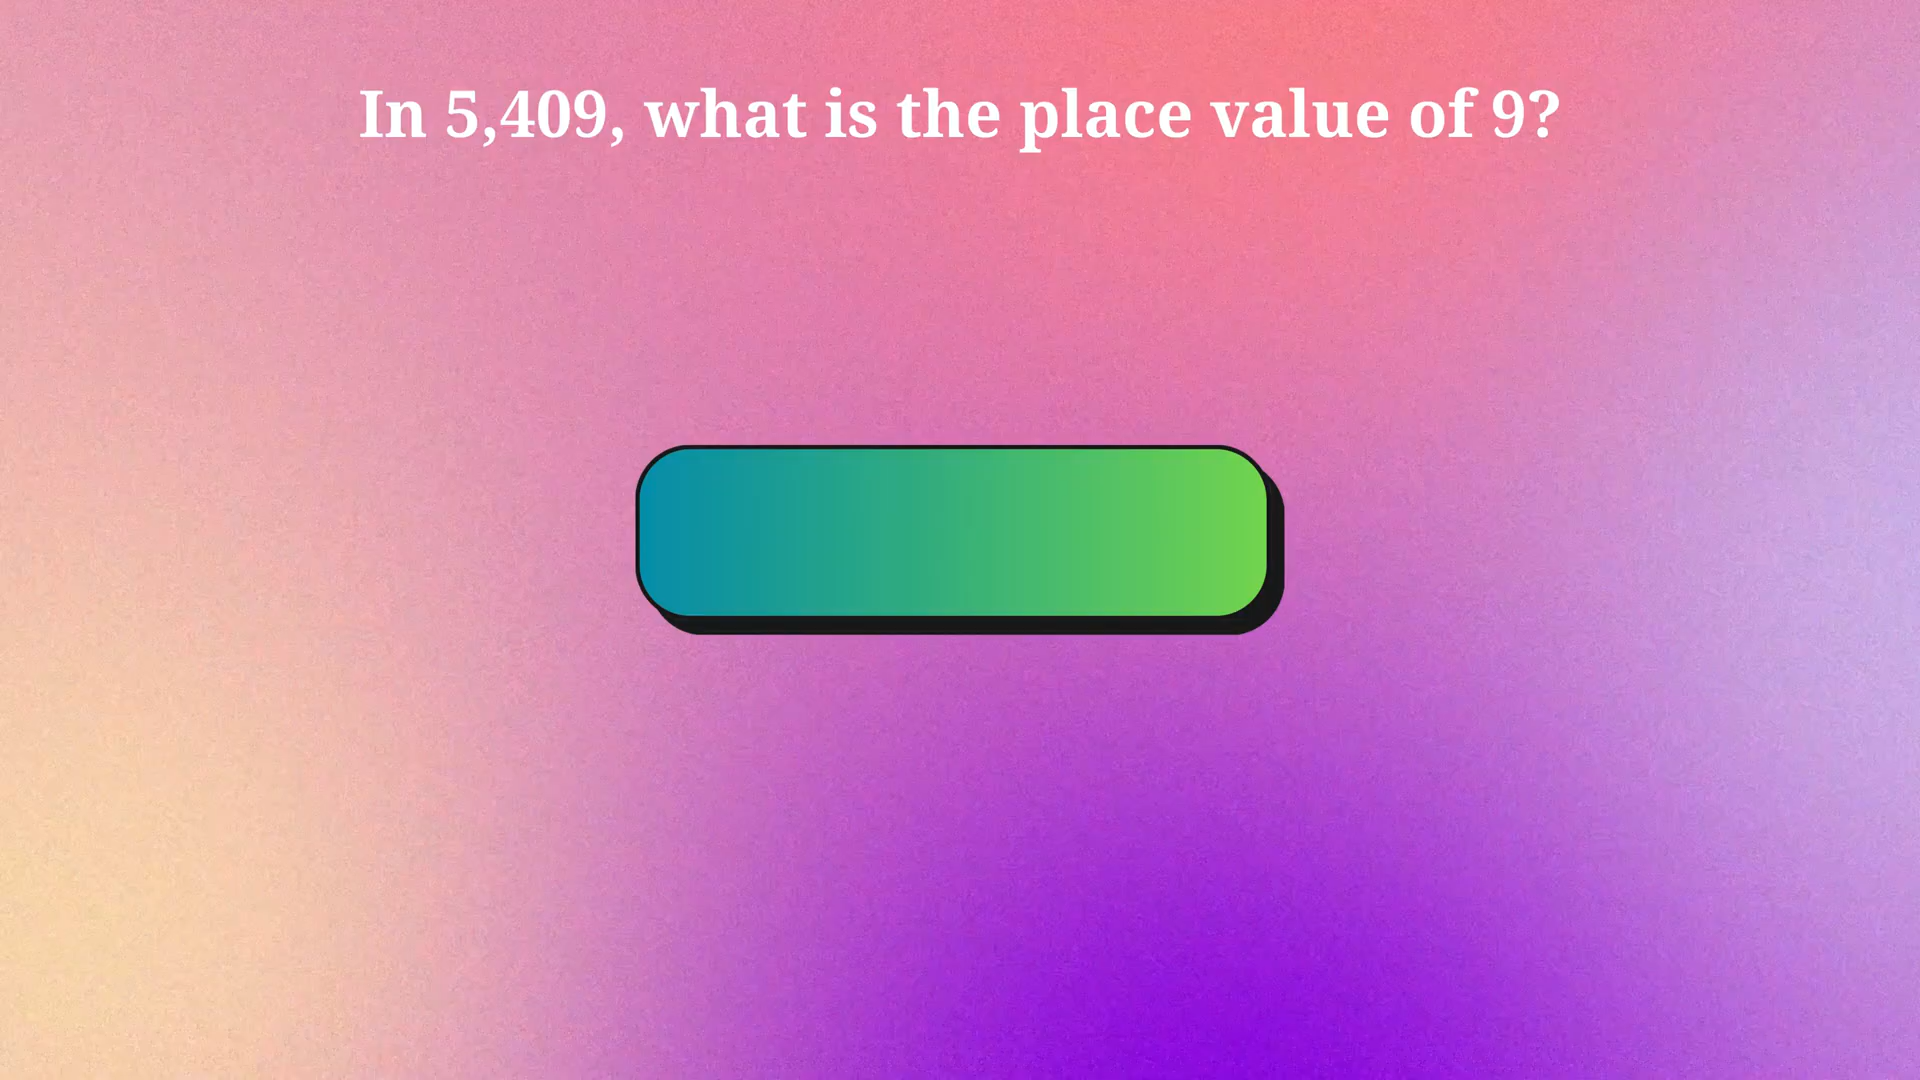 In 5,409, what is the place value of 9?